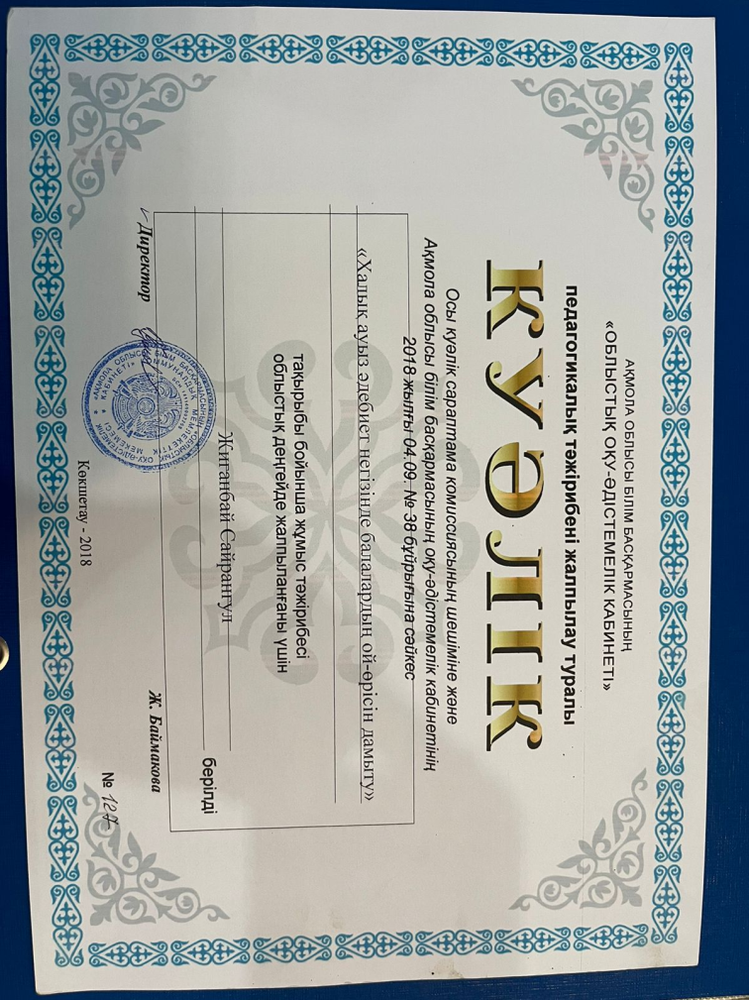 АҚМОЛА ОБЛЫСЫ БІЛІМ БАСҚАРМАСЫНЫҢ
«ОБЛЫСТЫҚ ОҚУ-ӘДІСТЕМЕЛІК КАБИНЕТІ»
педагогикалық тәжірибені жалпылау туралы
КУӘЛІК
Осы куәлік сараптама комиссиясының шешіміне және
Ақмола облысы білім басқармасының оқу-әдістемелік кабинетінің
2018 жылғы 04.09. № 38 бұйрығына сәйкес
«Халық ауыз әдебиет негізінде балалардың ой-өрісін дамыту»
тақырыбы бойынша жұмыс тәжірибесі
облыстық деңгейде жалпыланғаны үшін
Жиганбай Сайрангул
берілді
Директор
Ж. Баймакова
№ 127
Көкшетау - 2018